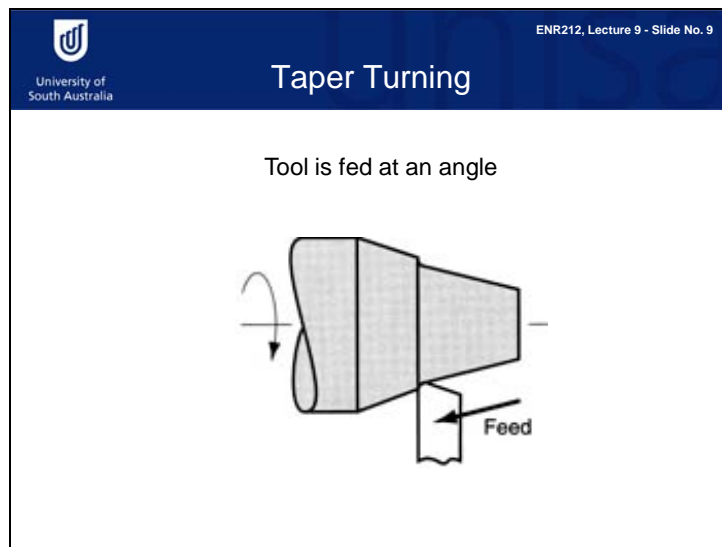 ENR212, Lecture 9 - Slide No. 9
University of
South Australia
Taper Turning
Tool is fed at an angle
Feed